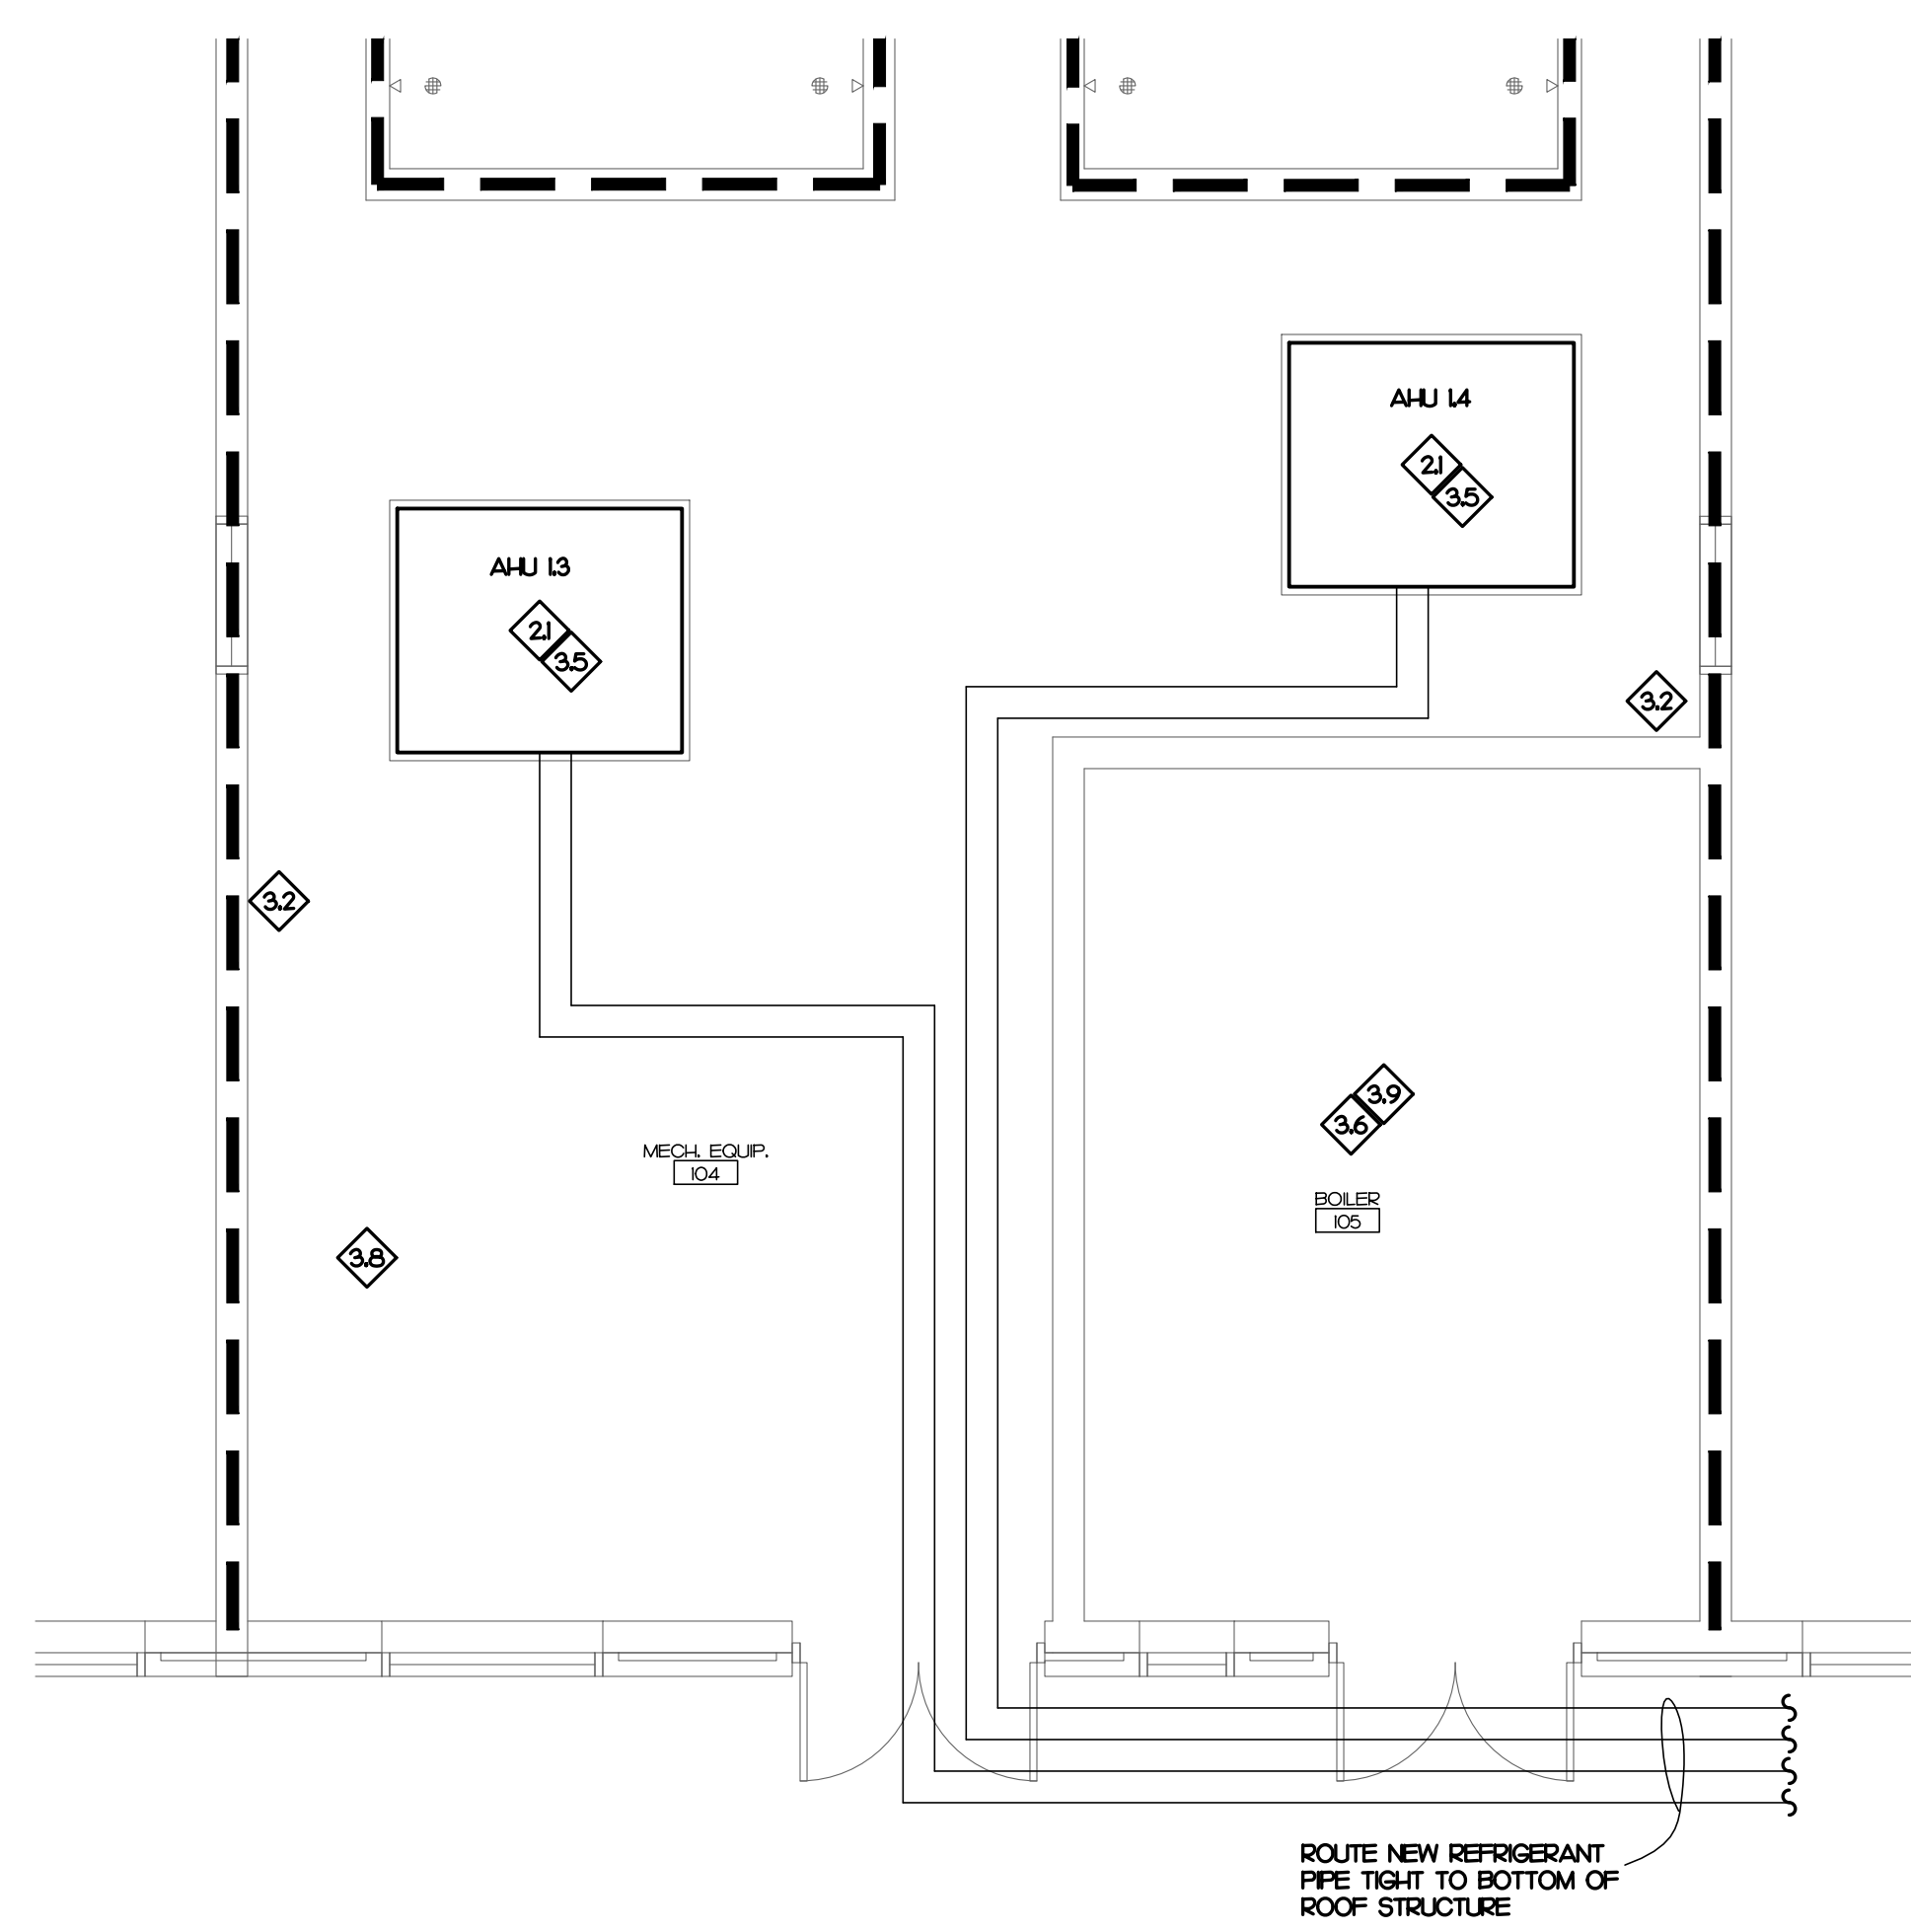 AHU 1.4
2.1
3.5
AHU 1.3
2.1
3.5
3.2
3.2
3.9
3.6
MECH. EQUIP.
104
BOILER
105
3.8
ROUTE NEW REFRIGERANT
PIPE TIGHT TO BOTTOM OF
ROOF STRUCTURE